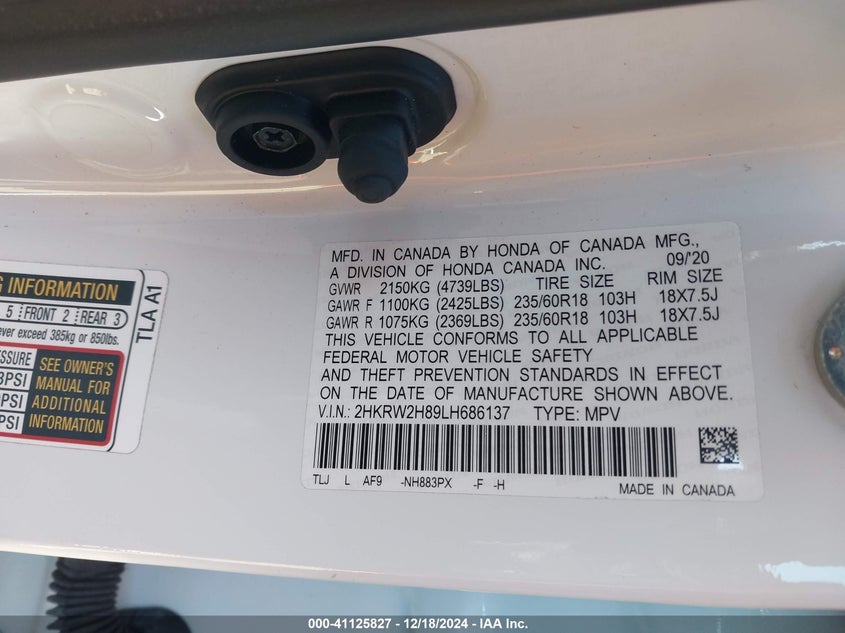 MFD. IN CANADA BY HONDA OF CANADA MFG.,
A DIVISION OF HONDA CANADA INC. 09/20
GVWR 2150KG (4739LBS) TIRE SIZE RIM SIZE
GAWR F 1100KG (2425LBS) 235/60R18 103H 18X7.5J
GAWR R 1075KG (2369LBS) 235/60R18 103H 18X7.5J
THIS VEHICLE CONFORMS TO ALL APPLICABLE
FEDERAL MOTOR VEHICLE SAFETY
AND THEFT PREVENTION STANDARDS IN EFFECT
ON THE DATE OF MANUFACTURE SHOWN ABOVE.
V.I.N.: 2HKRW2H89LH686137 TYPE: MPV
TLJ L AF9 -NH883PX -F -H
MADE IN CANADA
INFORMATION
5 FRONT 2 REAR 3
exceed 385kg or 850lbs.
PSI
SEE OWNER'S
MANUAL FOR
ADDITIONAL
INFORMATION
TLA A1
000-41125827 - 12/18/2024 - IAA Inc.